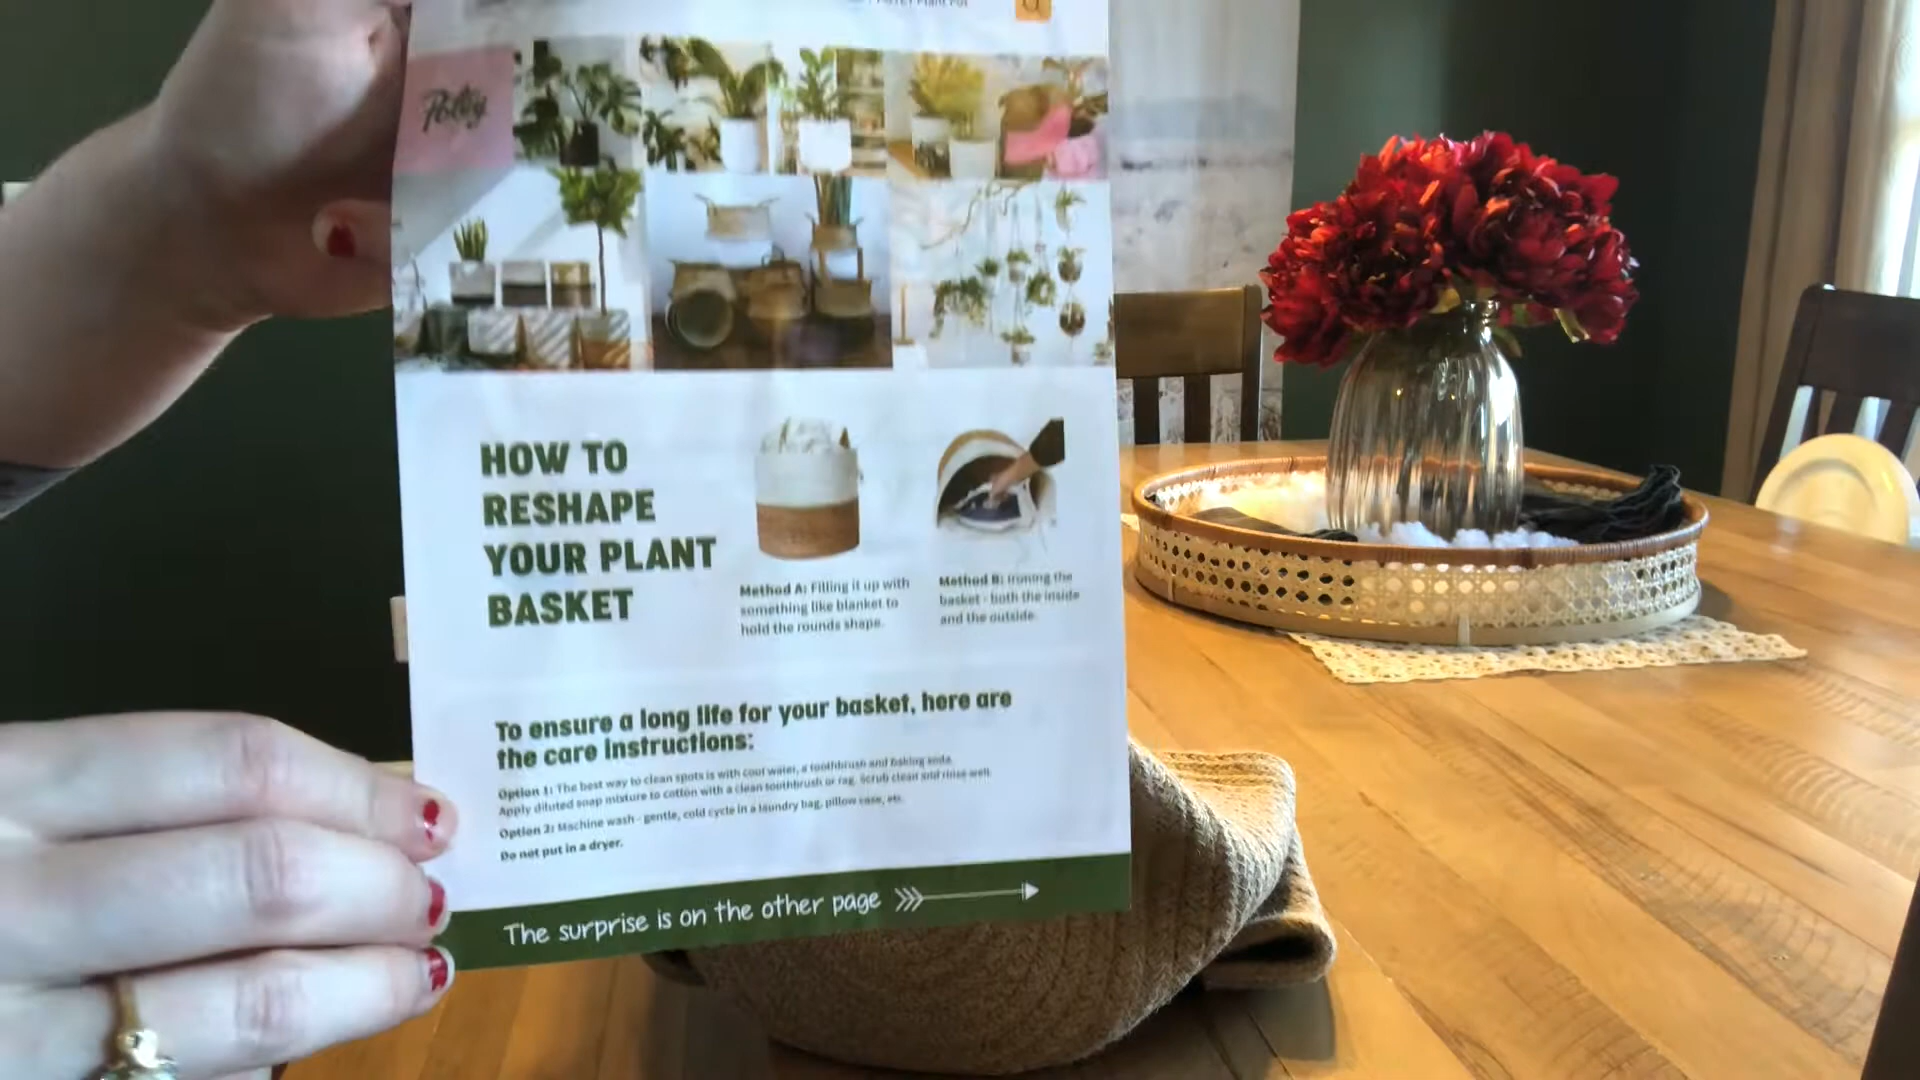 Potey
HOW TO
RESHAPE
YOUR PLANT
BASKET
Method A: Filling it up with
something like blanket to
hold the rounds shape.
Method B: Ironing the
basket - both the inside
and the outside.
To ensure a long life for your basket, here are
the care instructions:
Option 1: The best way to clean spots is with cool water, a toothbrush and baking soda.
Apply diluted soap mixture to cotton with a clean toothbrush or rag. Scrub clean and rinse well.
Option 2: Machine wash - gentle, cold cycle in a laundry bag, pillow case, etc.
Do not put in a dryer.
The surprise is on the other page